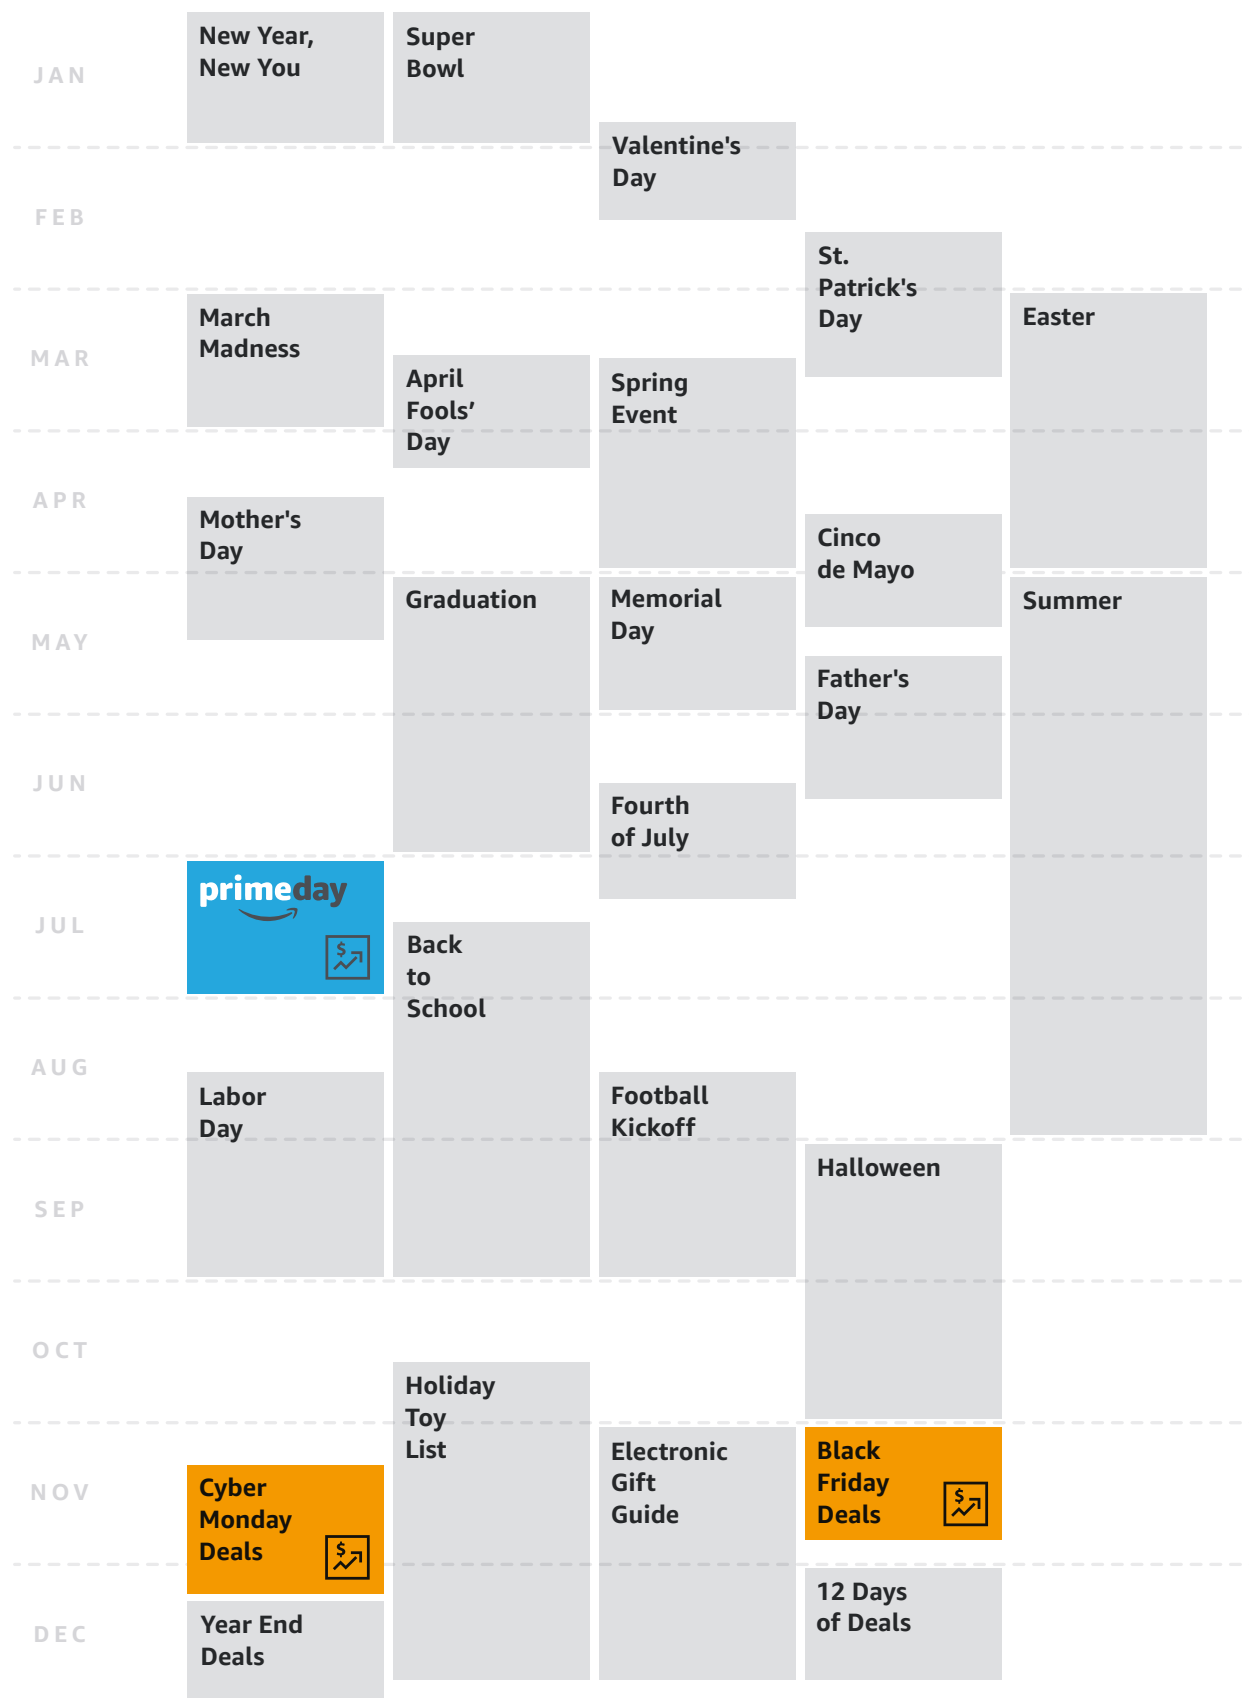 JAN
New Year,
New You
Super
Bowl
Valentine's
Day
FEB
St.
Patrick's
Day
MAR
March
Madness
April
Fools’
Day
Spring
Event
Easter
APR
Mother's
Day
Cinco
de Mayo
MAY
Graduation
Memorial
Day
Father's
Day
Summer
JUN
Fourth
of July
JUL
primeday
$
Back
to
School
AUG
Labor
Day
Football
Kickoff
SEP
Halloween
OCT
Holiday
Toy
List
NOV
Cyber
Monday
Deals
$
Electronic
Gift
Guide
Black
Friday
Deals
$
DEC
Year End
Deals
12 Days
of Deals